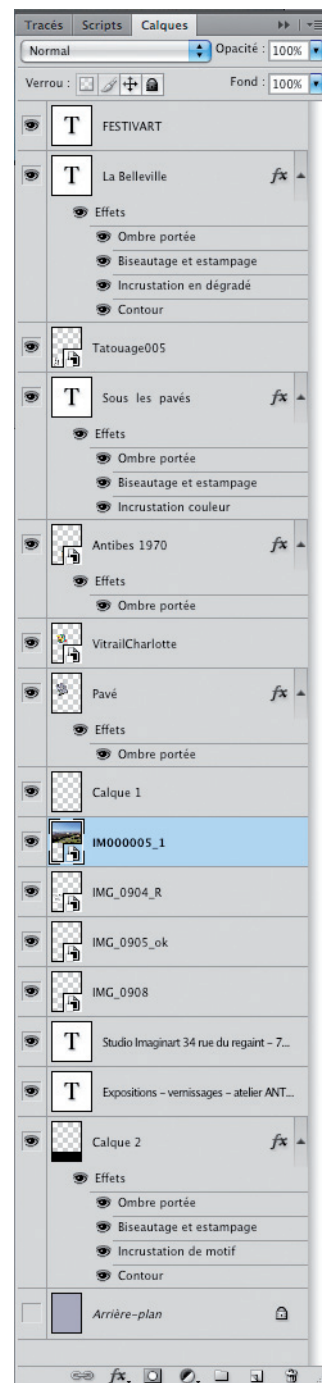 Tracés Scripts Calques
Normal Opacité : 100%
Verrou : Fond : 100%
T FESTIVART
T La Belleville fx
Effets
Ombre portée
Biseautage et estampage
Incrustation en dégradé
Contour
Tatouage005
T Sous les pavés fx
Effets
Ombre portée
Biseautage et estampage
Incrustation couleur
Antibes 1970 fx
Effets
Ombre portée
VitrailCharlotte
Pavé fx
Effets
Ombre portée
Calque 1
IM000005_1
IMG_0904_R
IMG_0905_ok
IMG_0908
T Studio Imaginart 34 rue du regaint – 7...
T Expositions – vernissages – atelier ANT...
Calque 2 fx
Effets
Ombre portée
Biseautage et estampage
Incrustation de motif
Contour
Arrière-plan
fx.